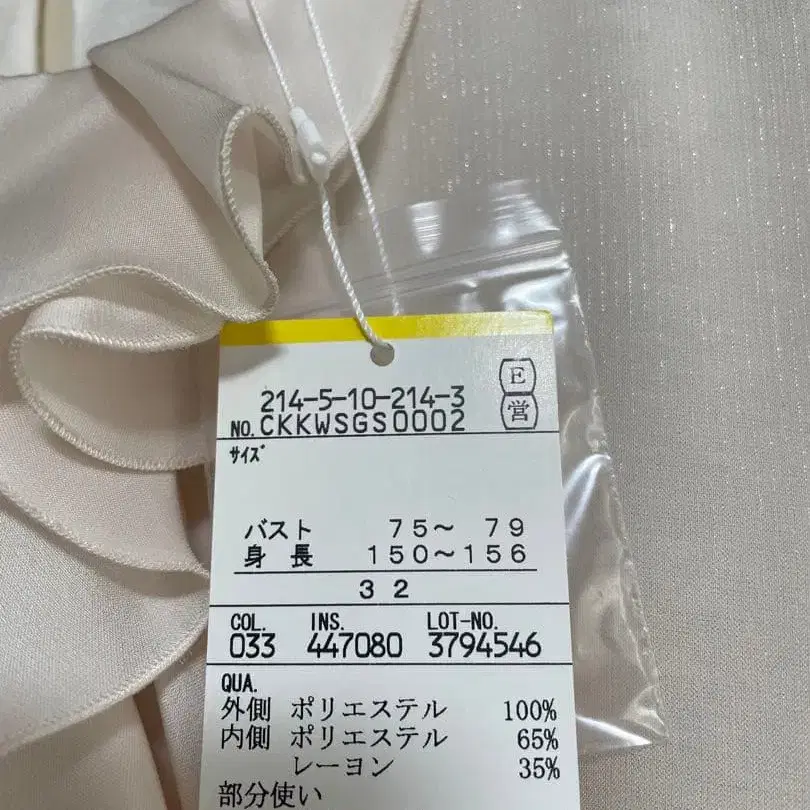 214-5-10-214-3
E
営
NO. CKKWSGS0002
サイズ
バスト 75〜 79
身 長 150〜156
32
COL. INS. LOT-NO.
033 447080 3794546
QUA.
外側 ポリエステル 100%
内側 ポリエステル 65%
レーヨン 35%
部分使い